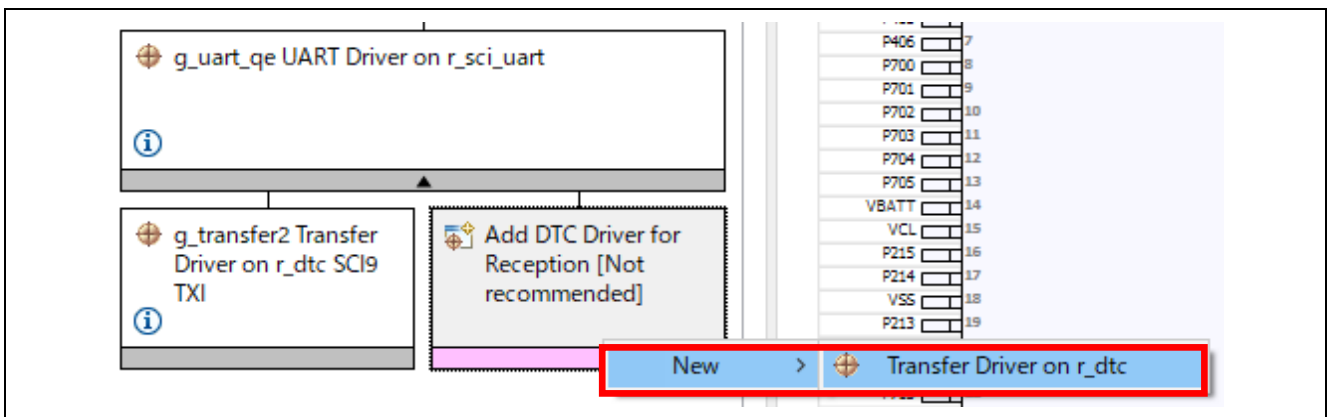 g_uart_qe UART Driver on r_sci_uart
g_transfer2 Transfer
Driver on r_dtc SCI9
TXI
Add DTC Driver for
Reception [Not
recommended]
P406 7
P700 8
P701 9
P702 10
P703 11
P704 12
P705 13
VBATT 14
VCL 15
P215 16
P214 17
VSS 18
P213 19
New > Transfer Driver on r_dtc